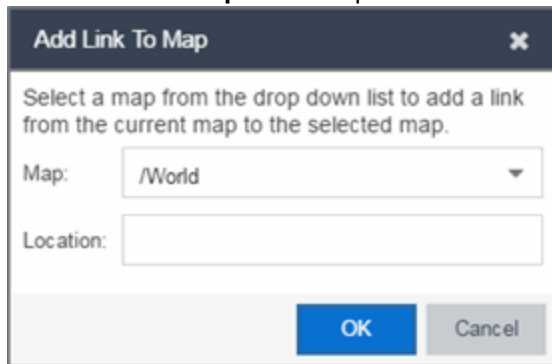 Add Link To Map
Select a map from the drop down list to add a link
from the current map to the selected map.
Map: /World
Location:
OK Cancel